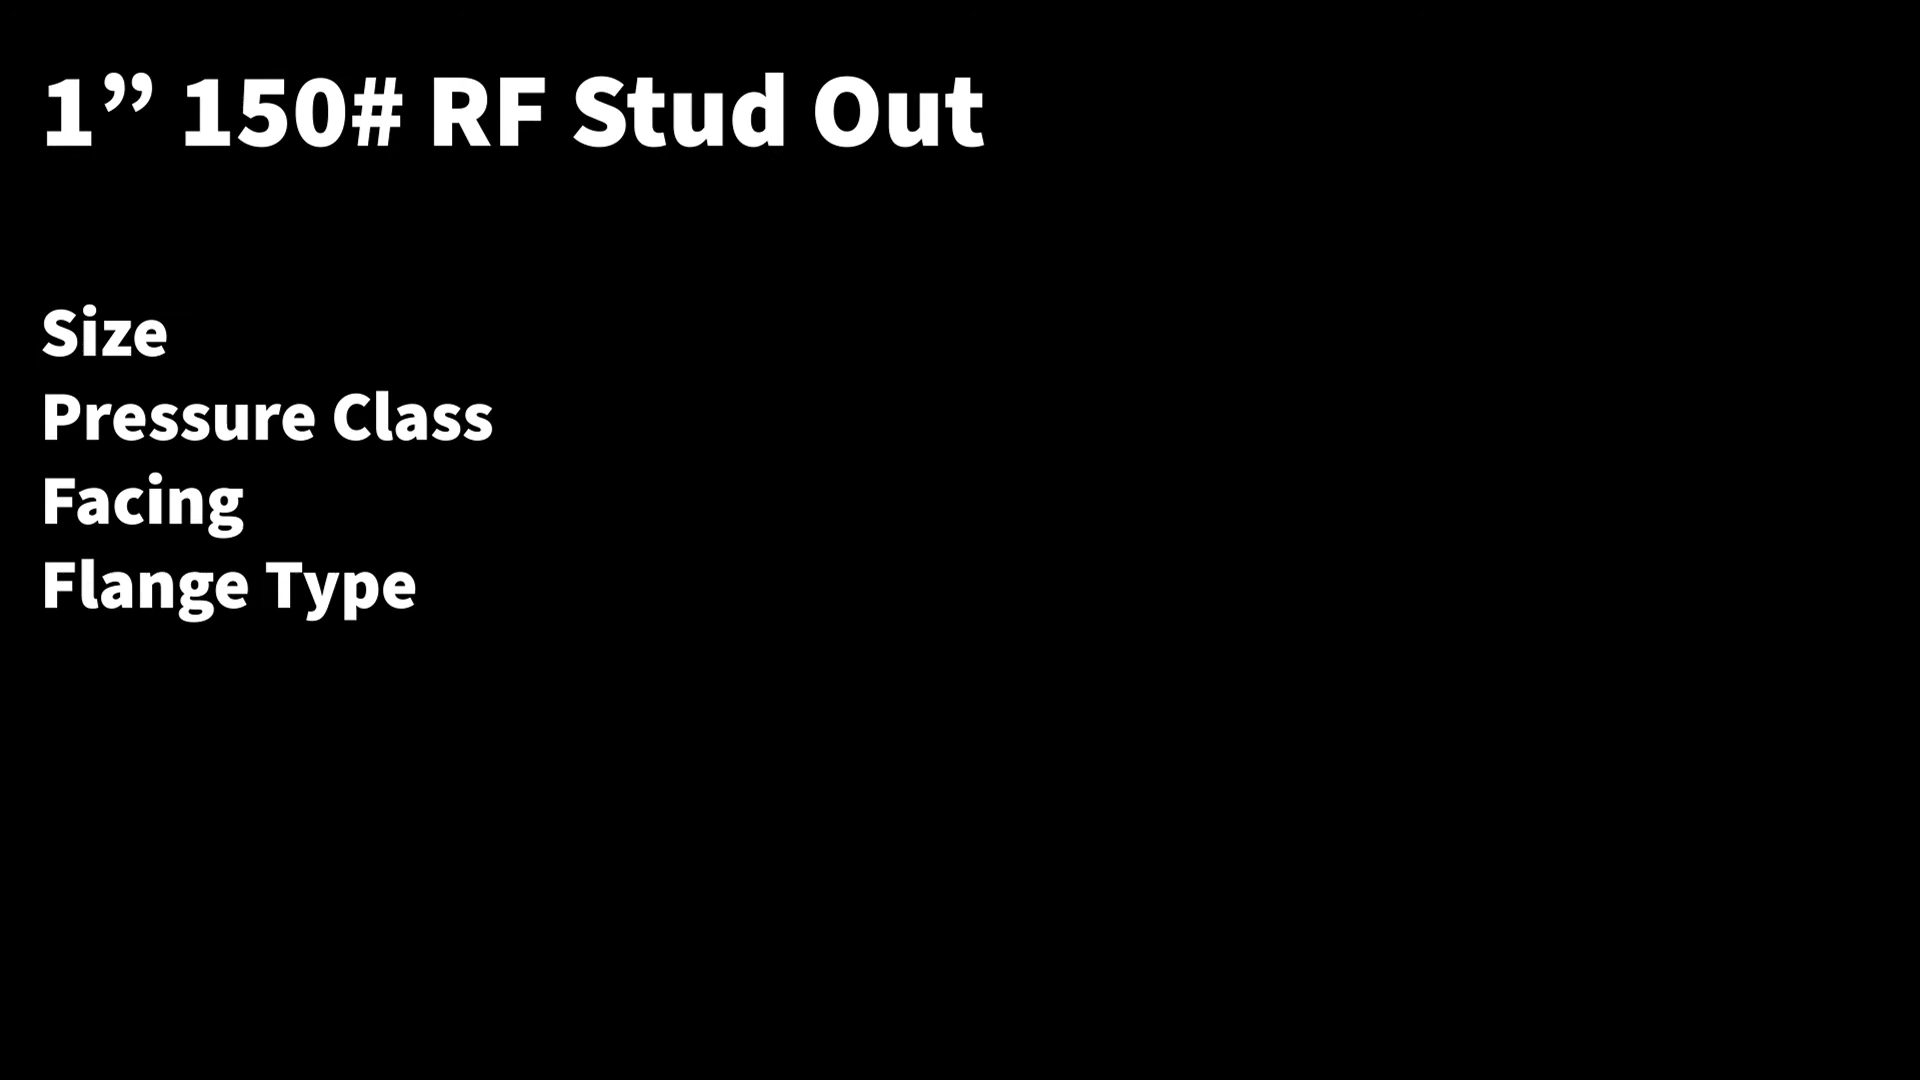 1” 150# RF Stud Out
Size
Pressure Class
Facing
Flange Type